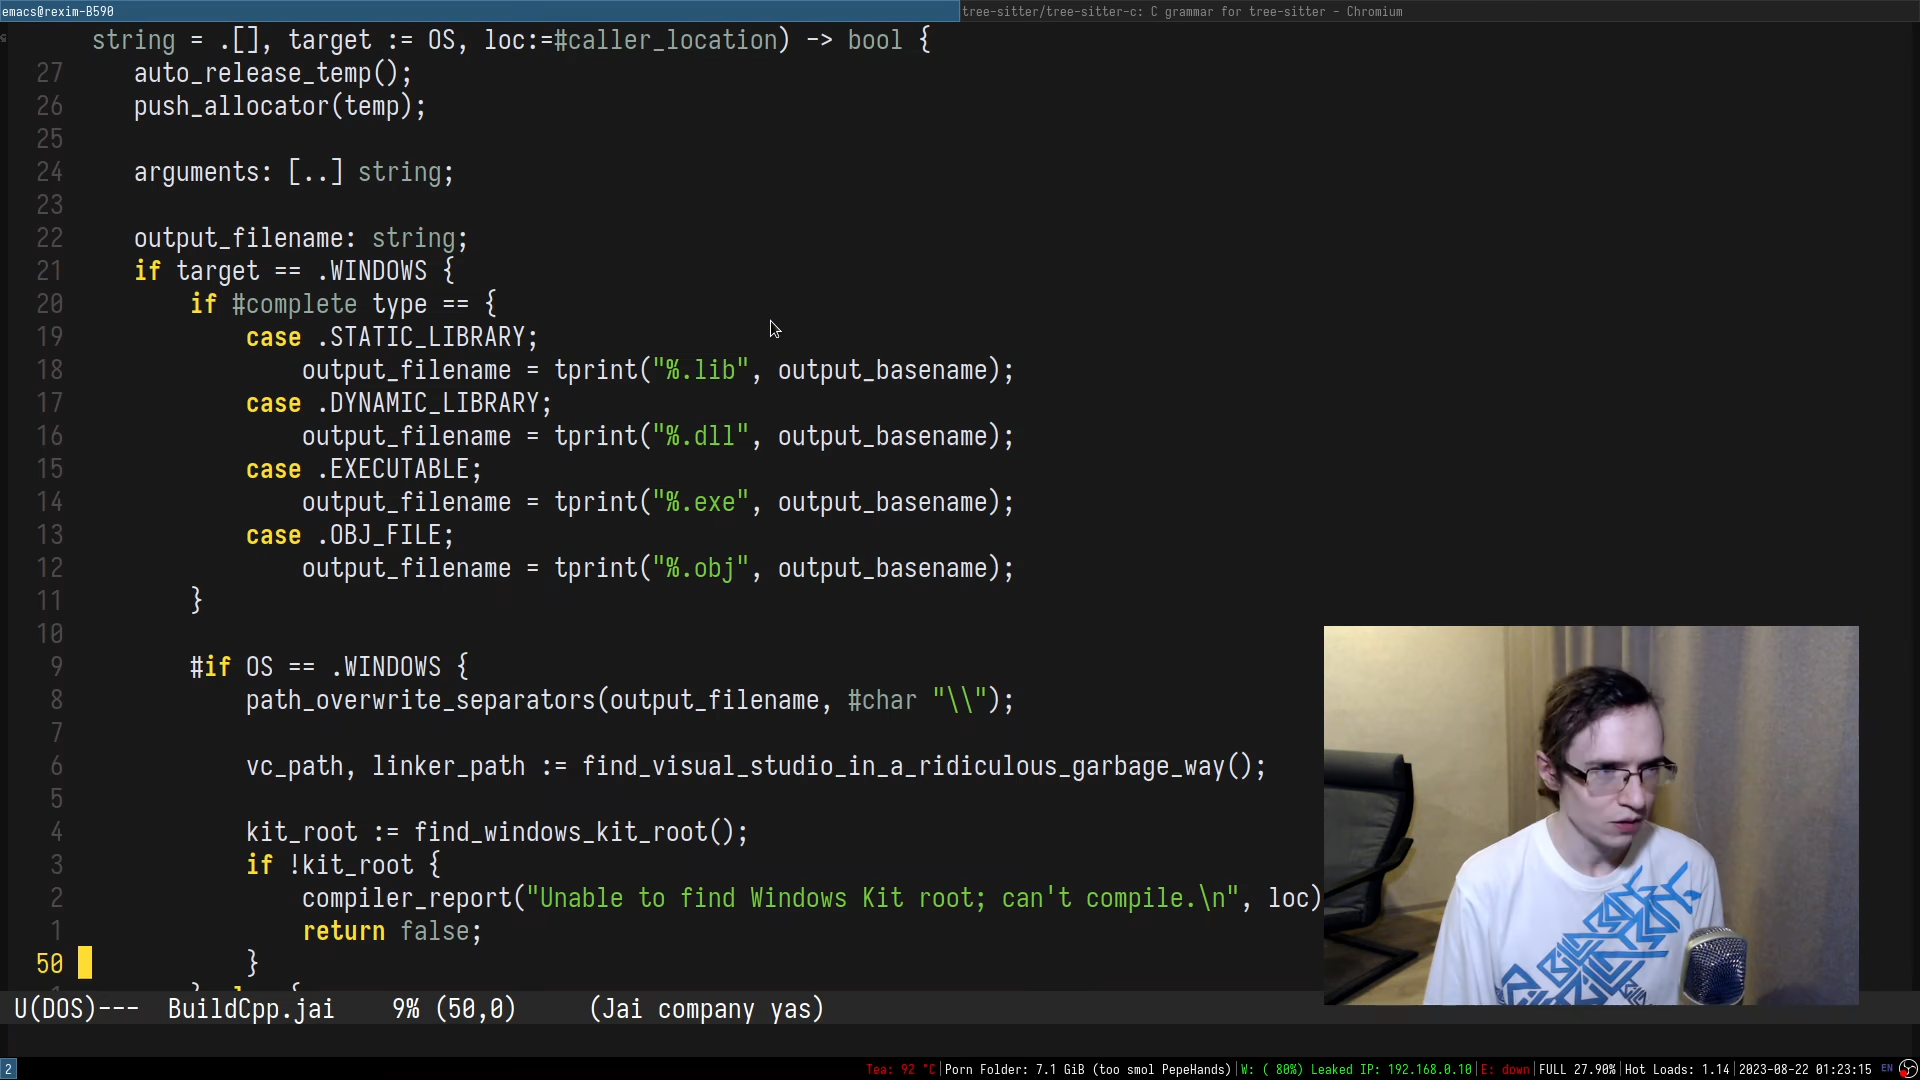 emacs@rexim-B590
tree-sitter/tree-sitter-c: C grammar for tree-sitter - Chromium
string = .[], target := OS, loc:=#caller_location) -> bool {
27 auto_release_temp();
26 push_allocator(temp);
25
24 arguments: [..] string;
23
22 output_filename: string;
21 if target == .WINDOWS {
20 if #complete type == {
19 case .STATIC_LIBRARY;
18 output_filename = tprint("%.lib", output_basename);
17 case .DYNAMIC_LIBRARY;
16 output_filename = tprint("%.dll", output_basename);
15 case .EXECUTABLE;
14 output_filename = tprint("%.exe", output_basename);
13 case .OBJ_FILE;
12 output_filename = tprint("%.obj", output_basename);
11 }
10
9 #if OS == .WINDOWS {
8 path_overwrite_separators(output_filename, #char "\\");
7
6 vc_path, linker_path := find_visual_studio_in_a_ridiculous_garbage_way();
5
4 kit_root := find_windows_kit_root();
3 if !kit_root {
2 compiler_report("Unable to find Windows Kit root; can't compile.\n", loc)
1 return false;
50 }
U(DOS)--- BuildCpp.jai 9% (50,0) (Jai company yas)
2 Tea: 92 °C|Porn Folder: 7.1 GiB (too smol PepeHands)|W: ( 80%) Leaked IP: 192.168.0.10|E: down|FULL 27.90%|Hot Loads: 1.14|2023-08-22 01:23:15 EN